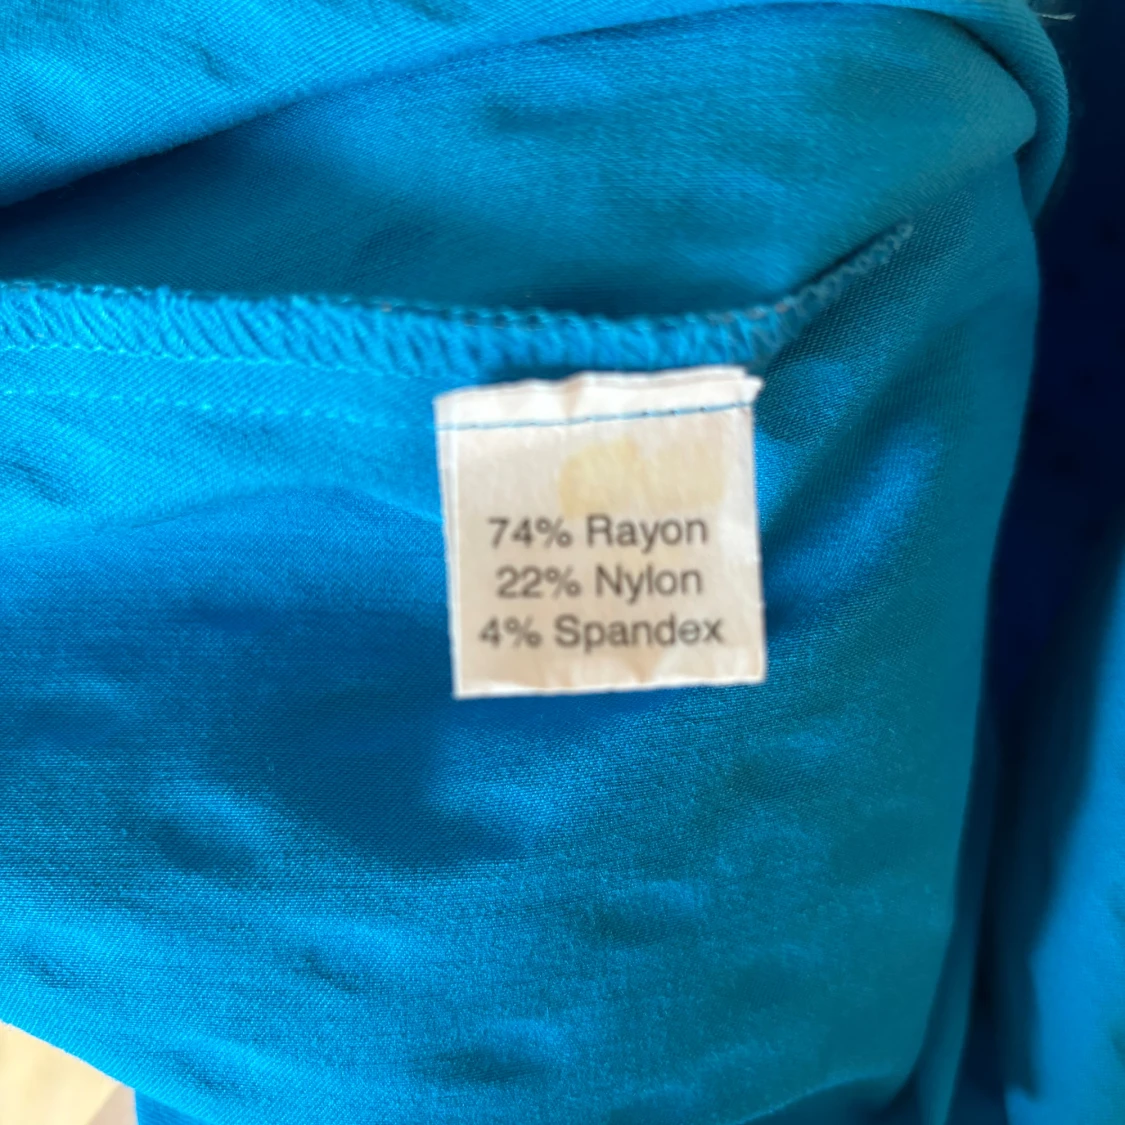 74% Rayon
22% Nylon
4% Spandex